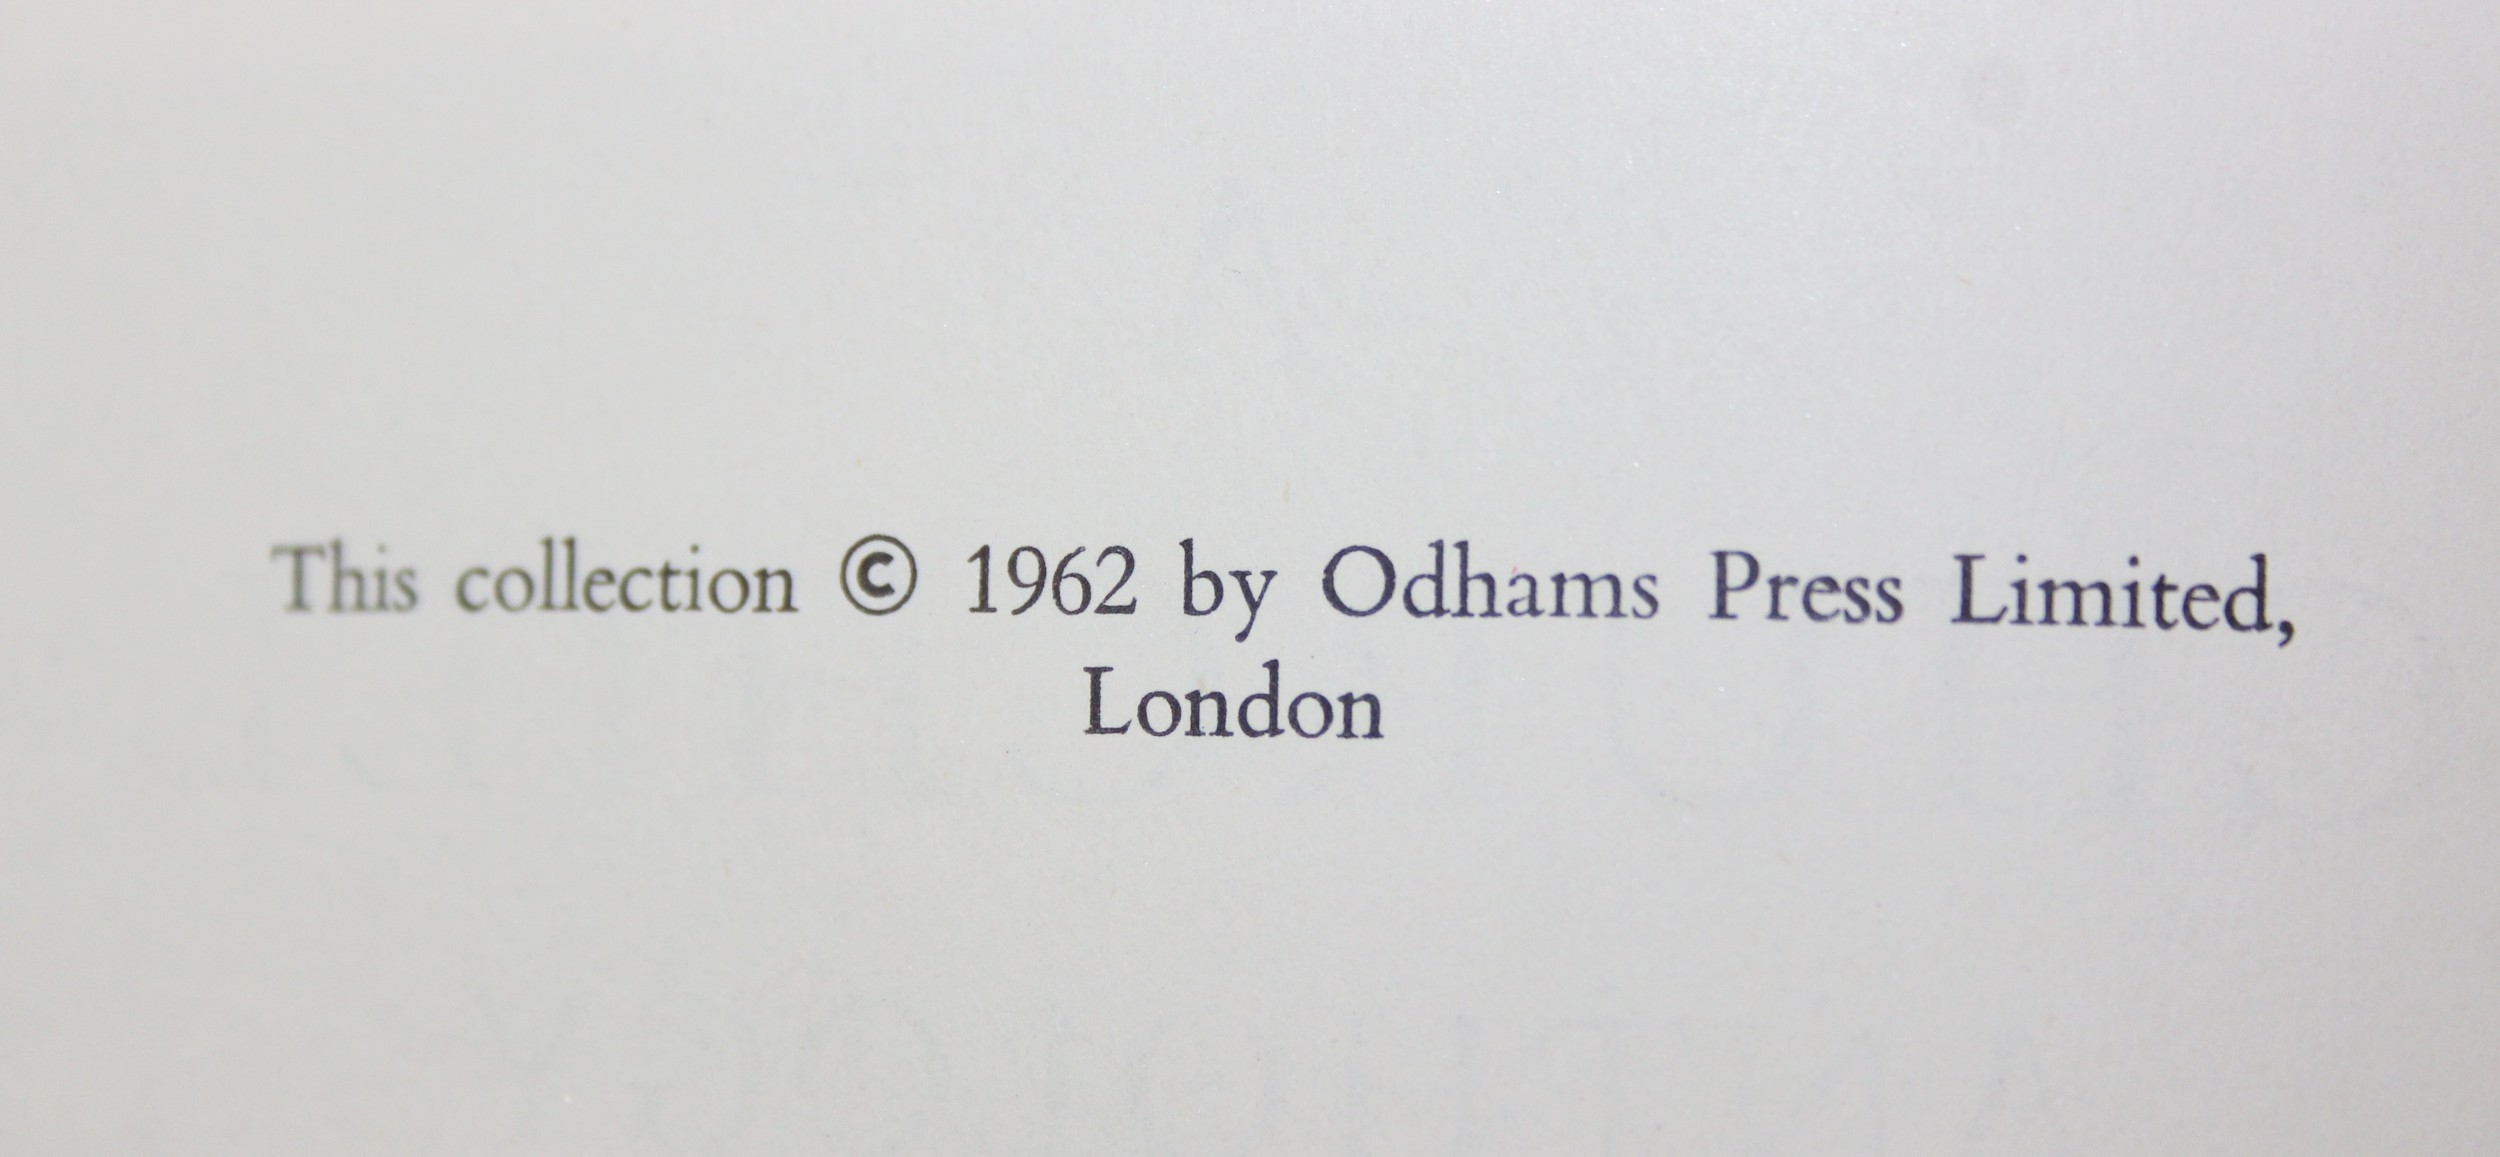 This collection © 1962 by Odhams Press Limited,
London